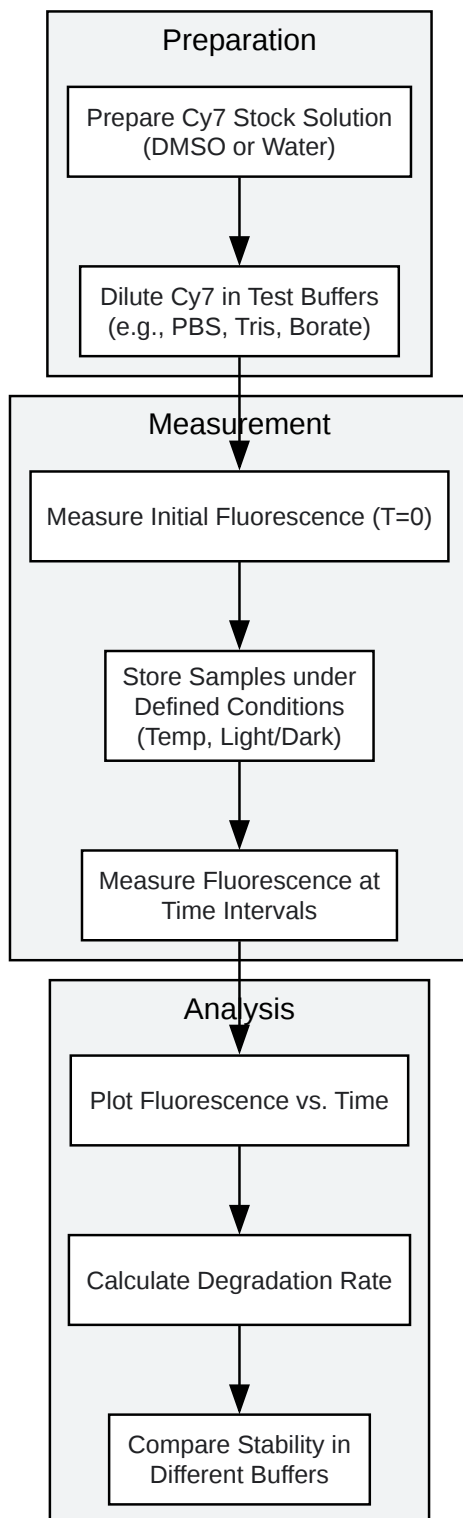 Preparation
Prepare Cy7 Stock Solution
(DMSO or Water)
Dilute Cy7 in Test Buffers
(e.g., PBS, Tris, Borate)
Measurement
Measure Initial Fluorescence (T=0)
Store Samples under
Defined Conditions
(Temp, Light/Dark)
Measure Fluorescence at
Time Intervals
Analysis
Plot Fluorescence vs. Time
Calculate Degradation Rate
Compare Stability in
Different Buffers